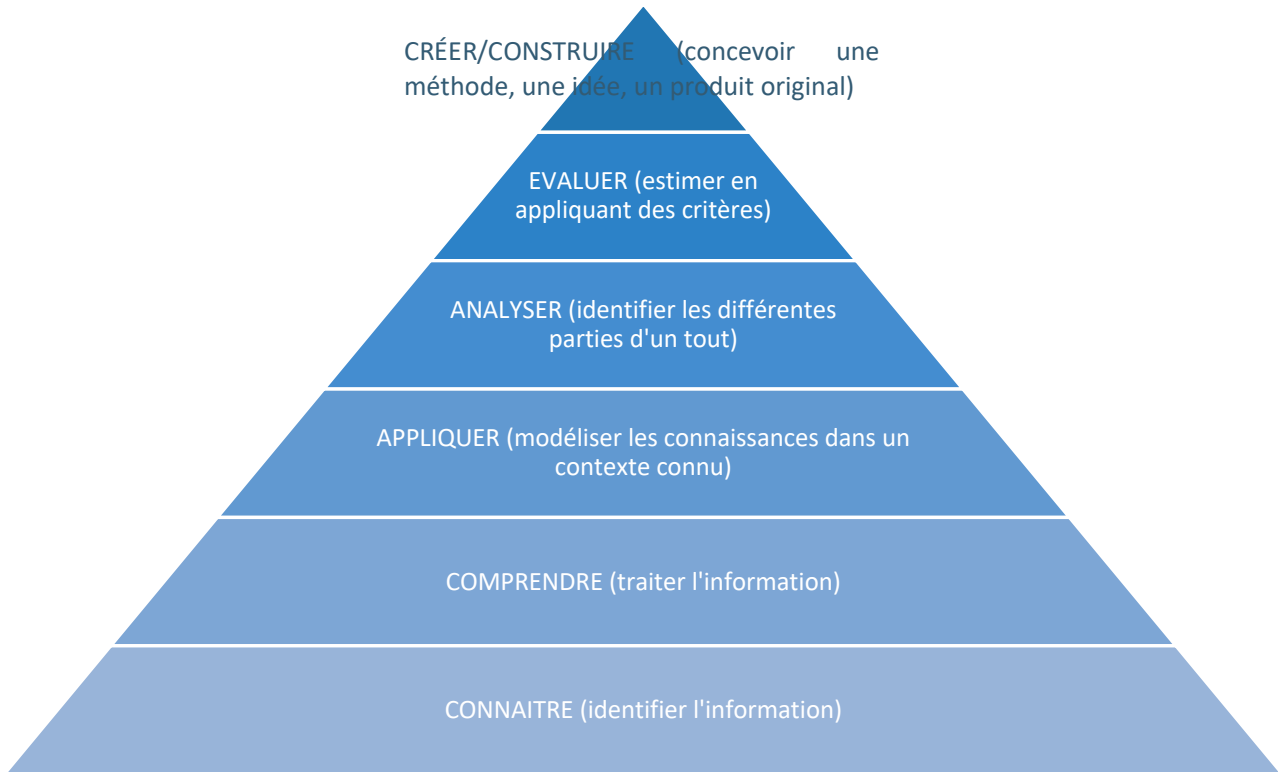 CRÉER/CONSTRUIRE (concevoir une
méthode, une idée, un produit original)
EVALUER (estimer en
appliquant des critères)
ANALYSER (identifier les différentes
parties d'un tout)
APPLIQUER (modéliser les connaissances dans un
contexte connu)
COMPRENDRE (traiter l'information)
CONNAITRE (identifier l'information)